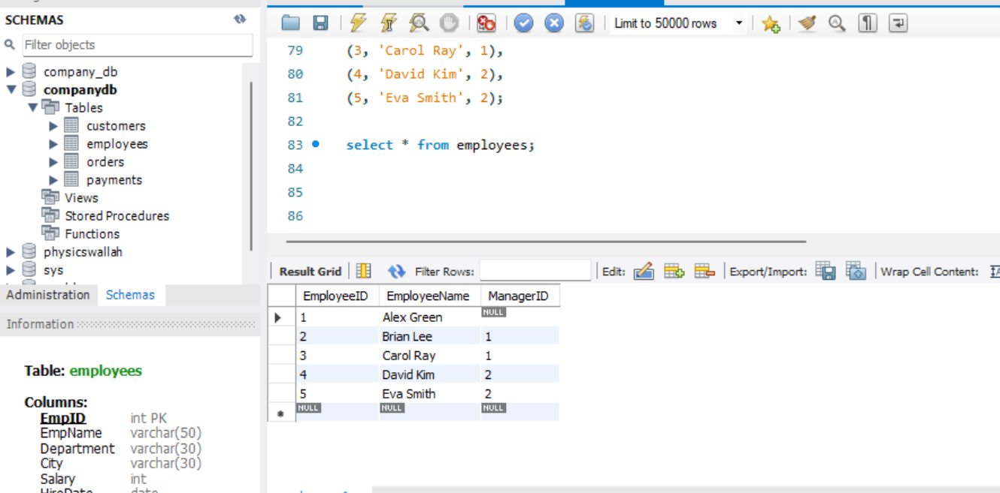 SCHEMAS
Filter objects
company_db
companydb
Tables
customers
employees
orders
payments
Views
Stored Procedures
Functions
physicswallah
sys
Administration Schemas
Information
Table: employees
Columns:
EmpID int PK
EmpName varchar(50)
Department varchar(30)
City varchar(30)
Salary int
HireDate date
Limit to 50000 rows
79 (3, 'Carol Ray', 1),
80 (4, 'David Kim', 2),
81 (5, 'Eva Smith', 2);
82
83 select * from employees;
84
85
86
Result Grid Filter Rows: Edit: Export/Import: Wrap Cell Content:
EmployeeID EmployeeName ManagerID
1 Alex Green NULL
2 Brian Lee 1
3 Carol Ray 1
4 David Kim 2
5 Eva Smith 2
NULL NULL NULL